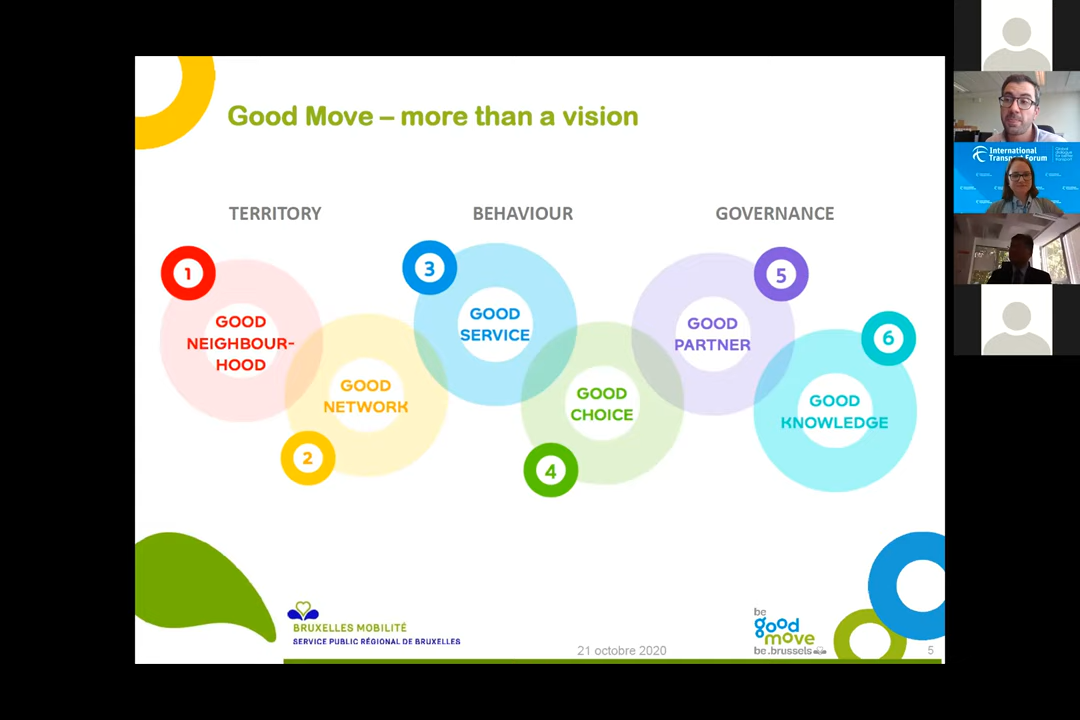 Good Move – more than a vision
TERRITORY
BEHAVIOUR
GOVERNANCE
1
GOOD
NEIGHBOUR-
HOOD
2
GOOD
NETWORK
3
GOOD
SERVICE
4
GOOD
CHOICE
5
GOOD
PARTNER
6
GOOD
KNOWLEDGE
BRUXELLES MOBILITÉ
SERVICE PUBLIC RÉGIONAL DE BRUXELLES
21 octobre 2020
be
good
move
be.brussels
5
International
Transport Forum